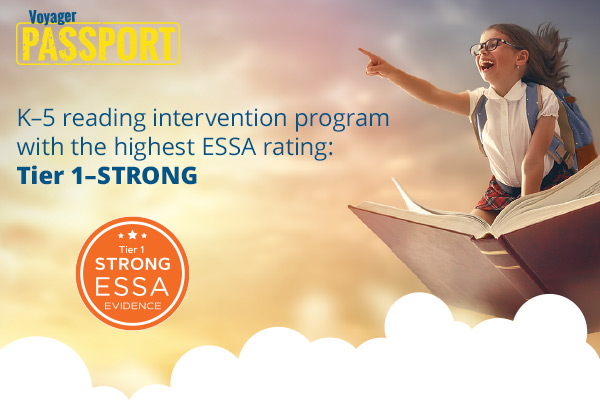 Voyager
PASSPORT
K–5 reading intervention program
with the highest ESSA rating:
Tier 1–STRONG
Tier 1
STRONG
ESSA
EVIDENCE